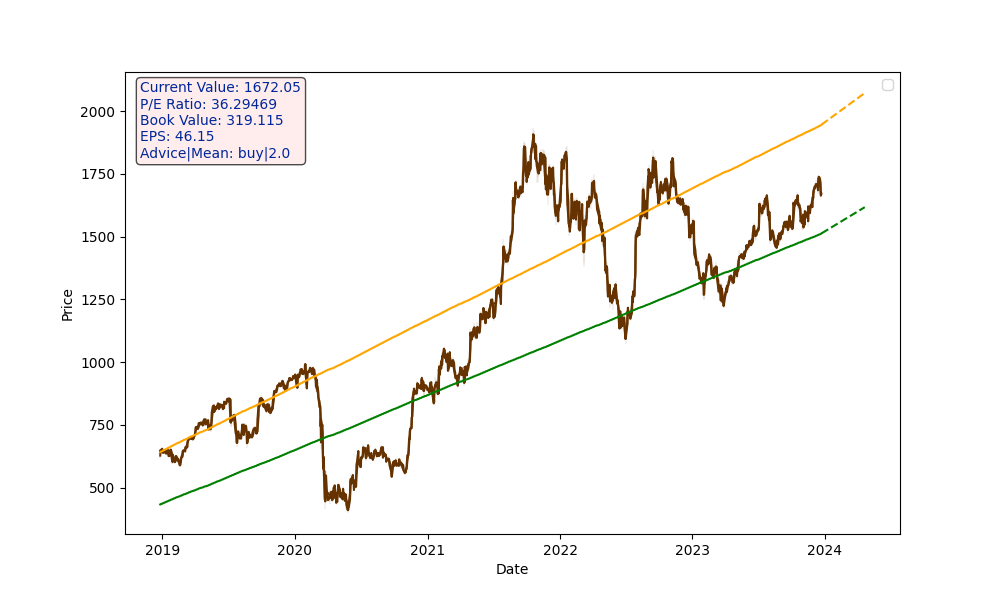 Current Value: 1672.05
P/E Ratio: 36.29469
Book Value: 319.115
EPS: 46.15
Advice|Mean: buy|2.0
2000
1750
1500
1250
1000
750
500
Price
2019 2020 2021 2022 2023 2024
Date